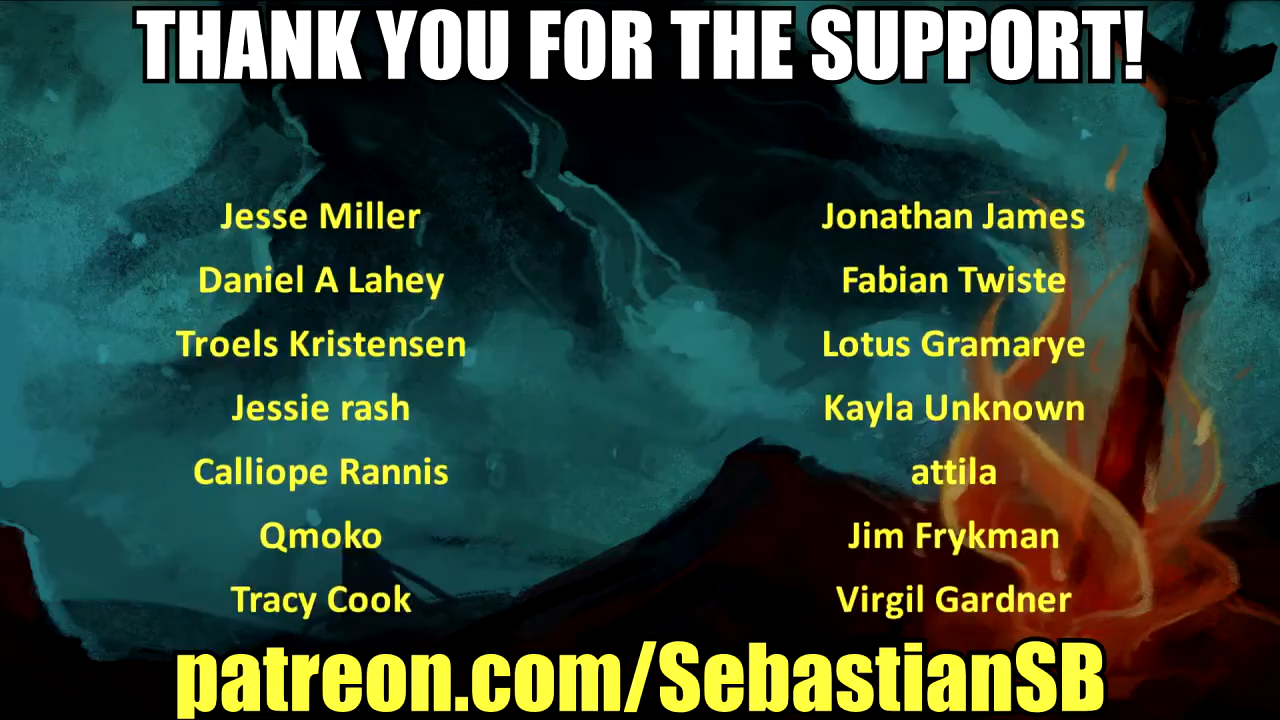 THANK YOU FOR THE SUPPORT!
Jesse Miller
Daniel A Lahey
Troels Kristensen
Jessie rash
Calliope Rannis
Qmoko
Tracy Cook
Jonathan James
Fabian Twiste
Lotus Gramarye
Kayla Unknown
attila
Jim Frykman
Virgil Gardner
patreon.com/SebastianSB